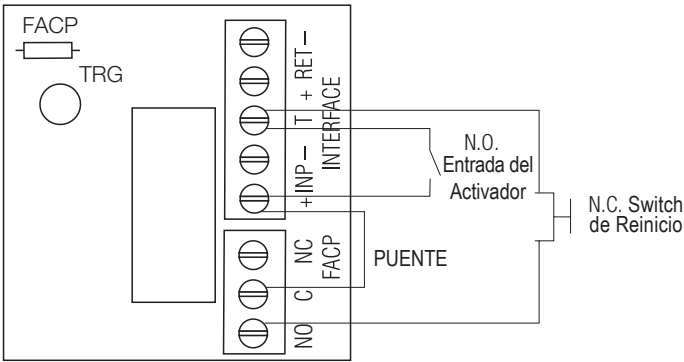 FACP
TRG
+ INP − T + RET −
INTERFACE
NO C NC
FACP
N.O.
Entrada del
Activador
PUENTE
N.C. Switch
de Reinicio